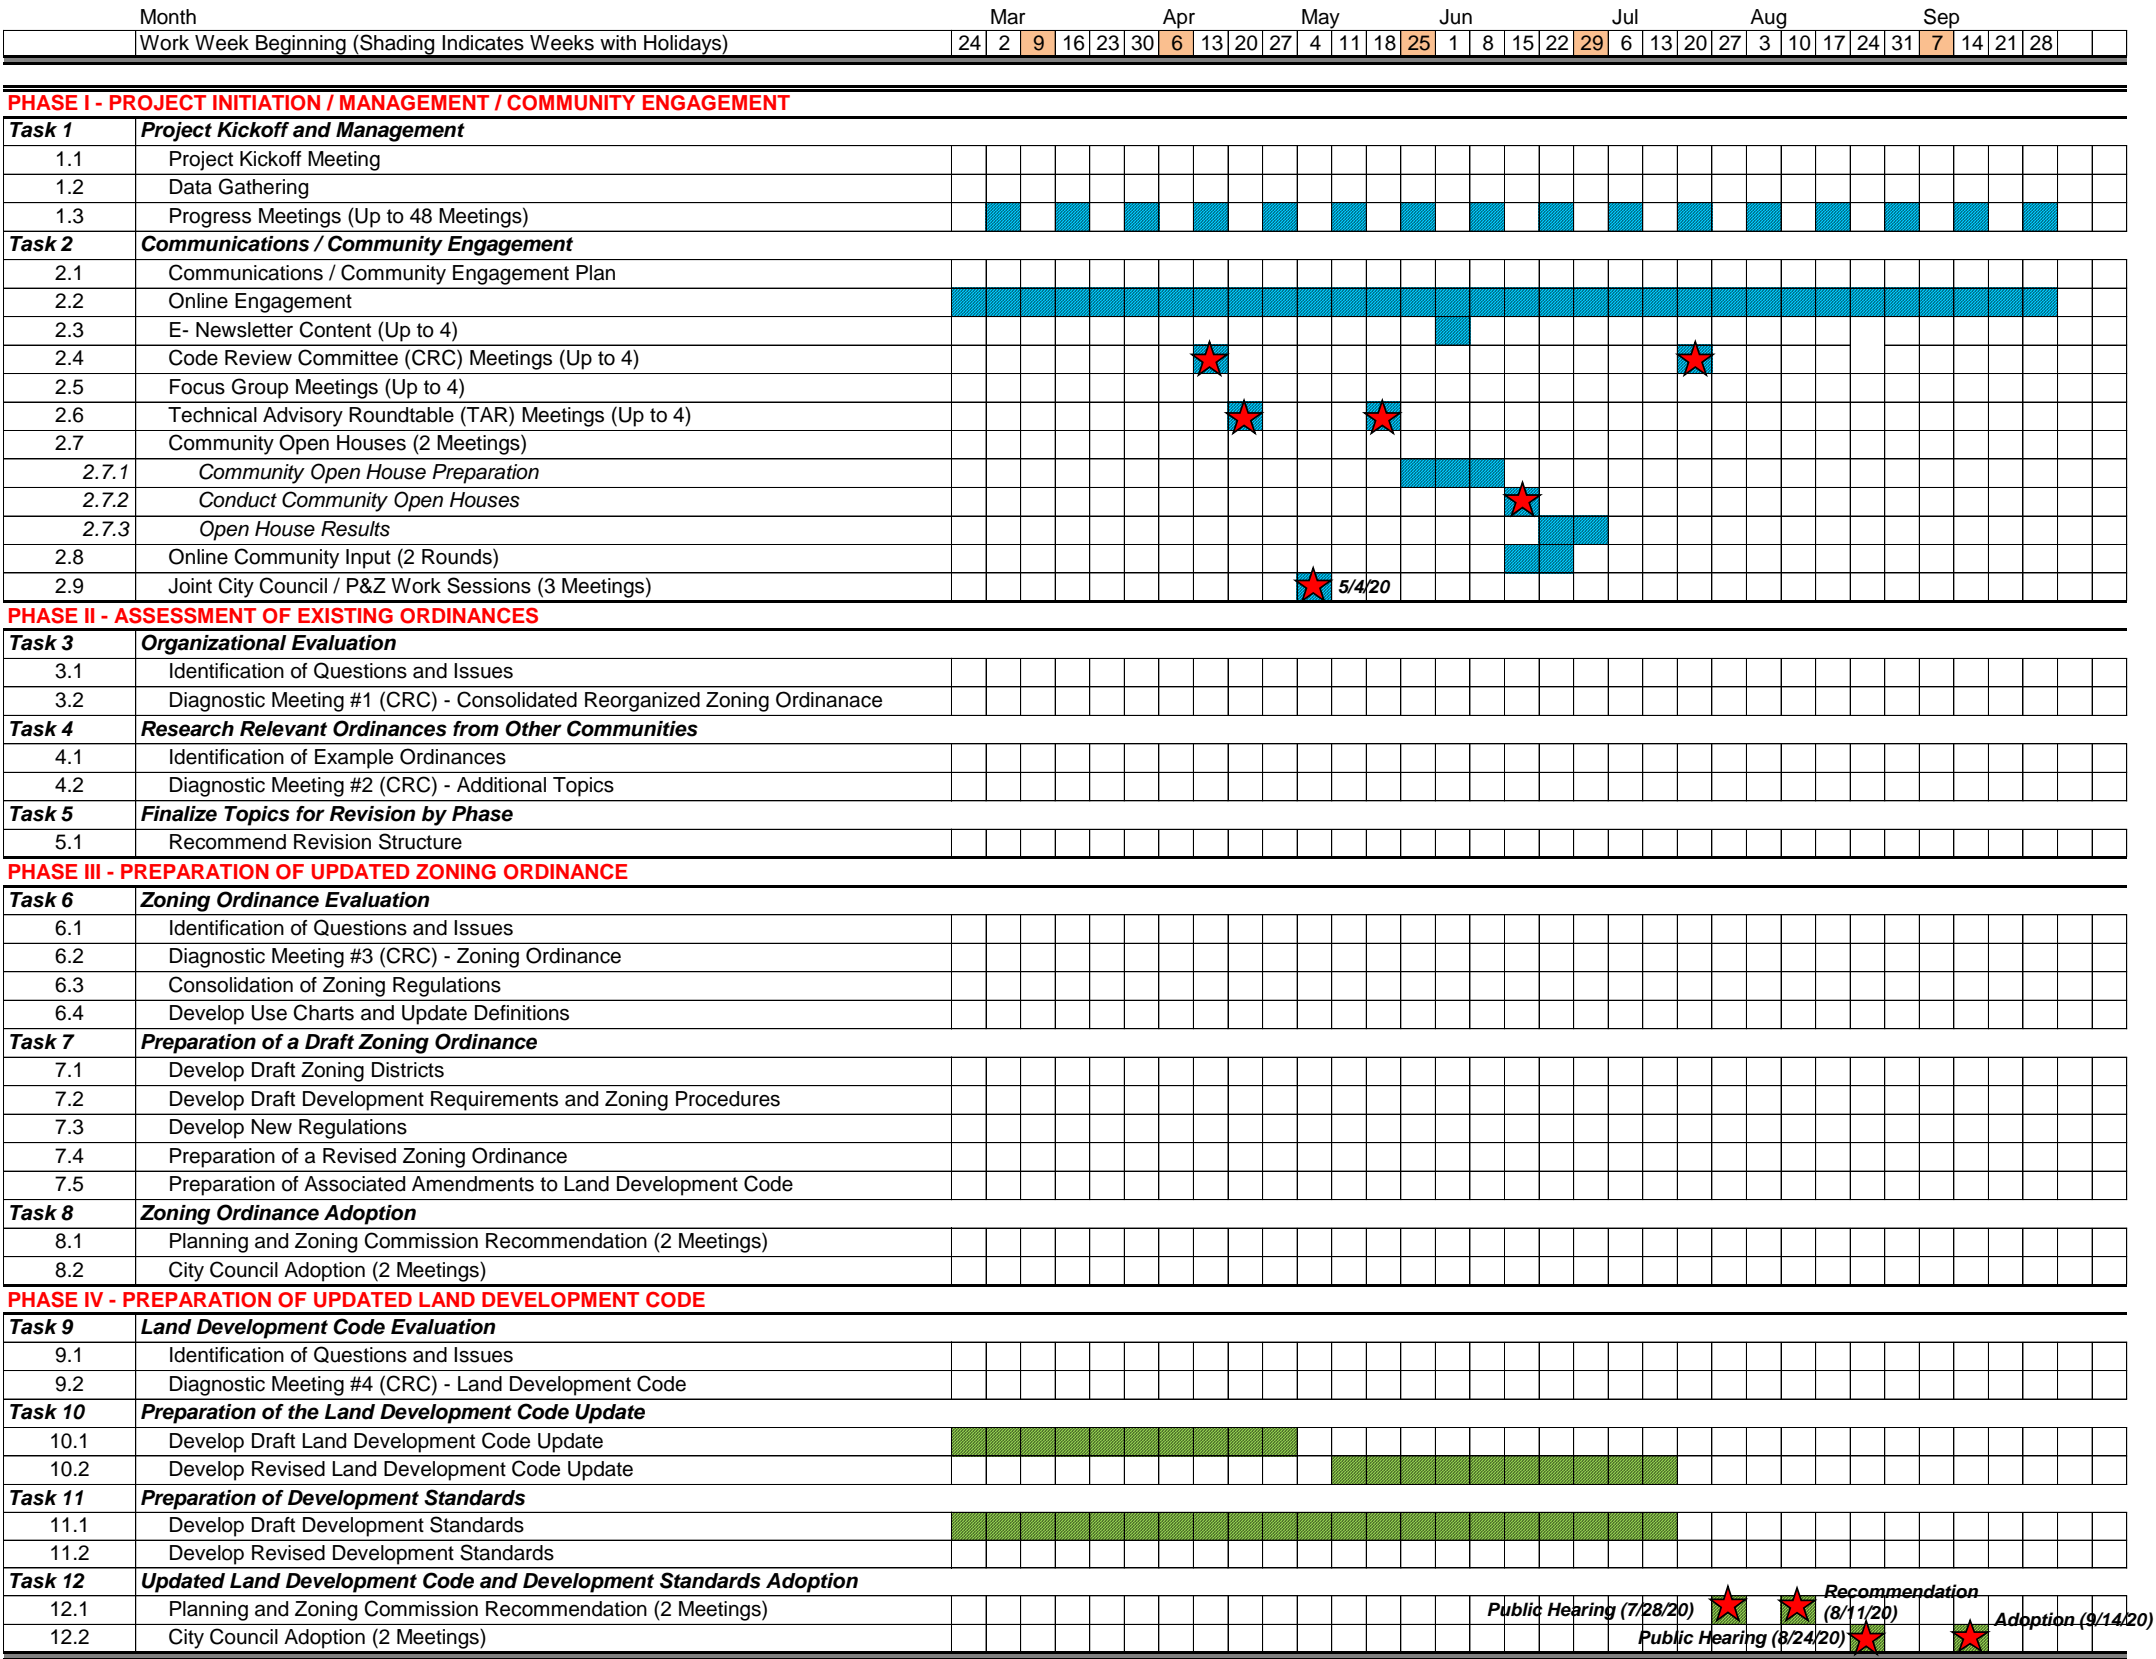 Month Mar Apr May Jun Jul Aug Sep
Work Week Beginning (Shading Indicates Weeks with Holidays) 24 2 9 16 23 30 6 13 20 27 4 11 18 25 1 8 15 22 29 6 13 20 27 3 10 17 24 31 7 14 21 28
PHASE I - PROJECT INITIATION / MANAGEMENT / COMMUNITY ENGAGEMENT
Task 1 Project Kickoff and Management
1.1 Project Kickoff Meeting
1.2 Data Gathering
1.3 Progress Meetings (Up to 48 Meetings)
Task 2 Communications / Community Engagement
2.1 Communications / Community Engagement Plan
2.2 Online Engagement
2.3 E- Newsletter Content (Up to 4)
2.4 Code Review Committee (CRC) Meetings (Up to 4)
2.5 Focus Group Meetings (Up to 4)
2.6 Technical Advisory Roundtable (TAR) Meetings (Up to 4)
2.7 Community Open Houses (2 Meetings)
2.7.1 Community Open House Preparation
2.7.2 Conduct Community Open Houses
2.7.3 Open House Results
2.8 Online Community Input (2 Rounds)
2.9 Joint City Council / P&Z Work Sessions (3 Meetings) 5/4/20
PHASE II - ASSESSMENT OF EXISTING ORDINANCES
Task 3 Organizational Evaluation
3.1 Identification of Questions and Issues
3.2 Diagnostic Meeting #1 (CRC) - Consolidated Reorganized Zoning Ordinanace
Task 4 Research Relevant Ordinances from Other Communities
4.1 Identification of Example Ordinances
4.2 Diagnostic Meeting #2 (CRC) - Additional Topics
Task 5 Finalize Topics for Revision by Phase
5.1 Recommend Revision Structure
PHASE III - PREPARATION OF UPDATED ZONING ORDINANCE
Task 6 Zoning Ordinance Evaluation
6.1 Identification of Questions and Issues
6.2 Diagnostic Meeting #3 (CRC) - Zoning Ordinance
6.3 Consolidation of Zoning Regulations
6.4 Develop Use Charts and Update Definitions
Task 7 Preparation of a Draft Zoning Ordinance
7.1 Develop Draft Zoning Districts
7.2 Develop Draft Development Requirements and Zoning Procedures
7.3 Develop New Regulations
7.4 Preparation of a Revised Zoning Ordinance
7.5 Preparation of Associated Amendments to Land Development Code
Task 8 Zoning Ordinance Adoption
8.1 Planning and Zoning Commission Recommendation (2 Meetings)
8.2 City Council Adoption (2 Meetings)
PHASE IV - PREPARATION OF UPDATED LAND DEVELOPMENT CODE
Task 9 Land Development Code Evaluation
9.1 Identification of Questions and Issues
9.2 Diagnostic Meeting #4 (CRC) - Land Development Code
Task 10 Preparation of the Land Development Code Update
10.1 Develop Draft Land Development Code Update
10.2 Develop Revised Land Development Code Update
Task 11 Preparation of Development Standards
11.1 Develop Draft Development Standards
11.2 Develop Revised Development Standards
Task 12 Updated Land Development Code and Development Standards Adoption
12.1 Planning and Zoning Commission Recommendation (2 Meetings) Public Hearing (7/28/20) Recommendation
(8/11/20)
12.2 City Council Adoption (2 Meetings) Public Hearing (8/24/20) Adoption (9/14/20)